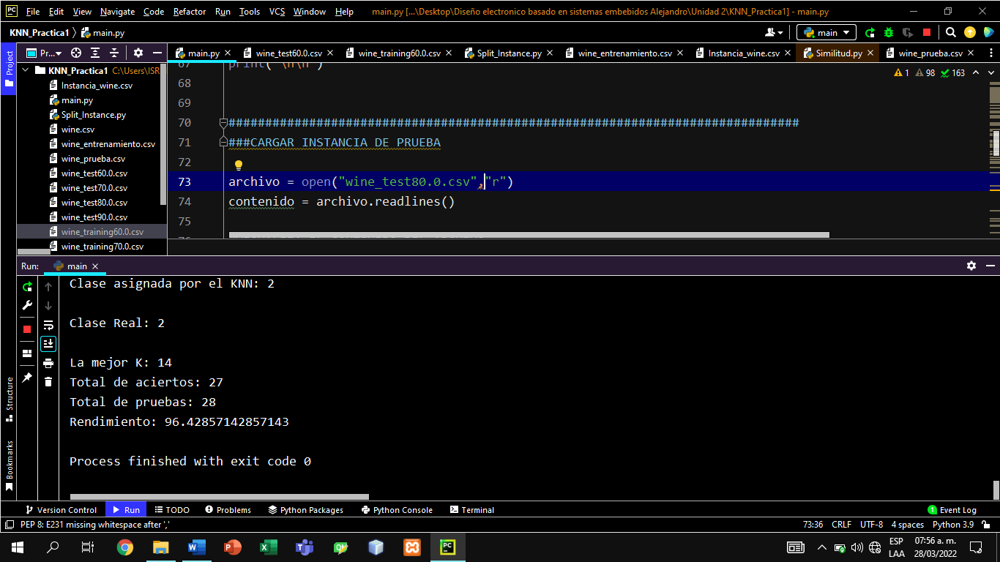 File Edit View Navigate Code Refactor Run Tools VCS Window Help main.py [...\Desktop\Diseño electronico basado en sistemas embebidos Alejandro\Unidad 2\KNN_Practica1] - main.py
KNN_Practica1 main.py main
Pr... main.py wine_test60.0.csv wine_training60.0.csv Split_Instance.py wine_entrenamiento.csv Instancia_wine.csv Similitud.py wine_prueba.csv
Project
KNN_Practica1 C:\Users\ISR
Instancia_wine.csv
main.py
Split_Instance.py
wine.csv
wine_entrenamiento.csv
wine_prueba.csv
wine_test60.0.csv
wine_test70.0.csv
wine_test80.0.csv
wine_test90.0.csv
wine_training60.0.csv
wine_training70.0.csv
1 98 163
67 print("\n\n")
68
69
70 ##############################################################################
71 ###CARGAR INSTANCIA DE PRUEBA
72
73 archivo = open("wine_test80.0.csv","r")
74 contenido = archivo.readlines()
75
Run: main
Clase asignada por el KNN: 2
Clase Real: 2
La mejor K: 14
Total de aciertos: 27
Total de pruebas: 28
Rendimiento: 96.42857142857143
Process finished with exit code 0
Structure
Bookmarks
Version Control Run TODO Problems Python Packages Python Console Terminal 1 Event Log
PEP 8: E231 missing whitespace after ',' 73:36 CRLF UTF-8 4 spaces Python 3.9
ESP 07:56 a. m.
LAA 28/03/2022